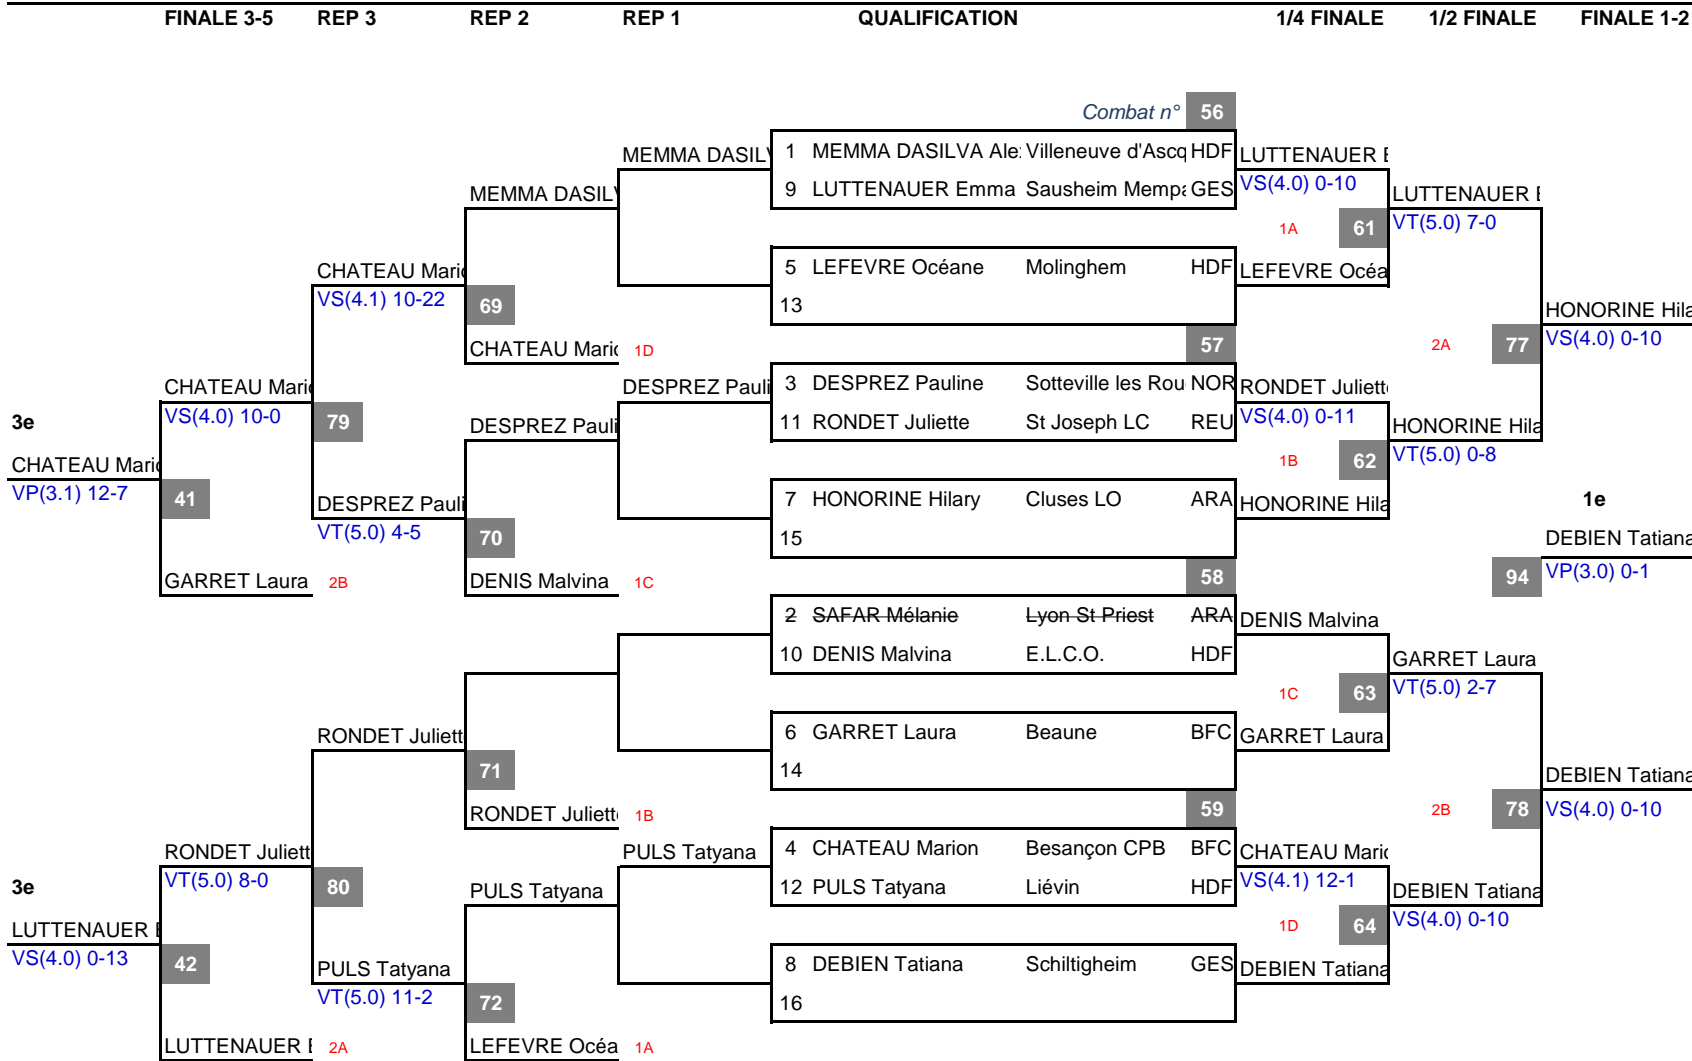 FINALE 3-5 REP 3 REP 2 REP 1 QUALIFICATION 1/4 FINALE 1/2 FINALE FINALE 1-2
Combat n° 56
MEMMA DASILV 1 MEMMA DASILVA Ale Villeneuve d'Ascq HDF LUTTENAUER E
MEMMA DASILV 9 LUTTENAUER Emma Sausheim Mempa GES VS(4.0) 0-10 LUTTENAUER E
1A 61 VT(5.0) 7-0
CHATEAU Mario 5 LEFEVRE Océane Molinghem HDF LEFEVRE Océa
VS(4.1) 10-22 69 13 HONORINE Hila
CHATEAU Mario 1D 57 2A 77 VS(4.0) 0-10
CHATEAU Mario DESPREZ Pauli 3 DESPREZ Pauline Sotteville les Rou NOR RONDET Juliette
3e VS(4.0) 10-0 79 DESPREZ Pauli 11 RONDET Juliette St Joseph LC REU VS(4.0) 0-11 HONORINE Hila
CHATEAU Mario 1B 62 VT(5.0) 0-8
VP(3.1) 12-7 41 DESPREZ Pauli 7 HONORINE Hilary Cluses LO ARA HONORINE Hila 1e
VT(5.0) 4-5 70 15 DEBIEN Tatiana
GARRET Laura 2B DENIS Malvina 1C 58 94 VP(3.0) 0-1
2 SAFAR Mélanie Lyon St Priest ARA DENIS Malvina
10 DENIS Malvina E.L.C.O. HDF GARRET Laura
1C 63 VT(5.0) 2-7
RONDET Juliett 6 GARRET Laura Beaune BFC GARRET Laura
71 14 DEBIEN Tatiana
RONDET Juliette 1B 59 2B 78 VS(4.0) 0-10
RONDET Juliett PULS Tatyana 4 CHATEAU Marion Besançon CPB BFC CHATEAU Mario
3e VT(5.0) 8-0 80 PULS Tatyana 12 PULS Tatyana Liévin HDF VS(4.1) 12-1 DEBIEN Tatiana
LUTTENAUER E 1D 64 VS(4.0) 0-10
VS(4.0) 0-13 42 PULS Tatyana 8 DEBIEN Tatiana Schiltigheim GES DEBIEN Tatiana
VT(5.0) 11-2 72 16
LUTTENAUER E 2A LEFEVRE Océa 1A